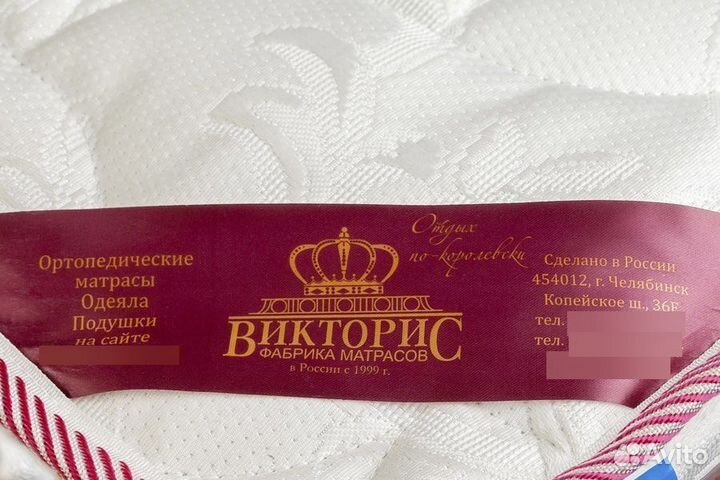 Ортопедические
матрасы
Одеяла
Подушки
на сайте
Отдых
по-королевски
ВИКТОРИС
ФАБРИКА МАТРАСОВ
в России с 1999 г.
Сделано в России
454012, г. Челябинск
Копейское ш., 36Г
тел.
тел.
Avito